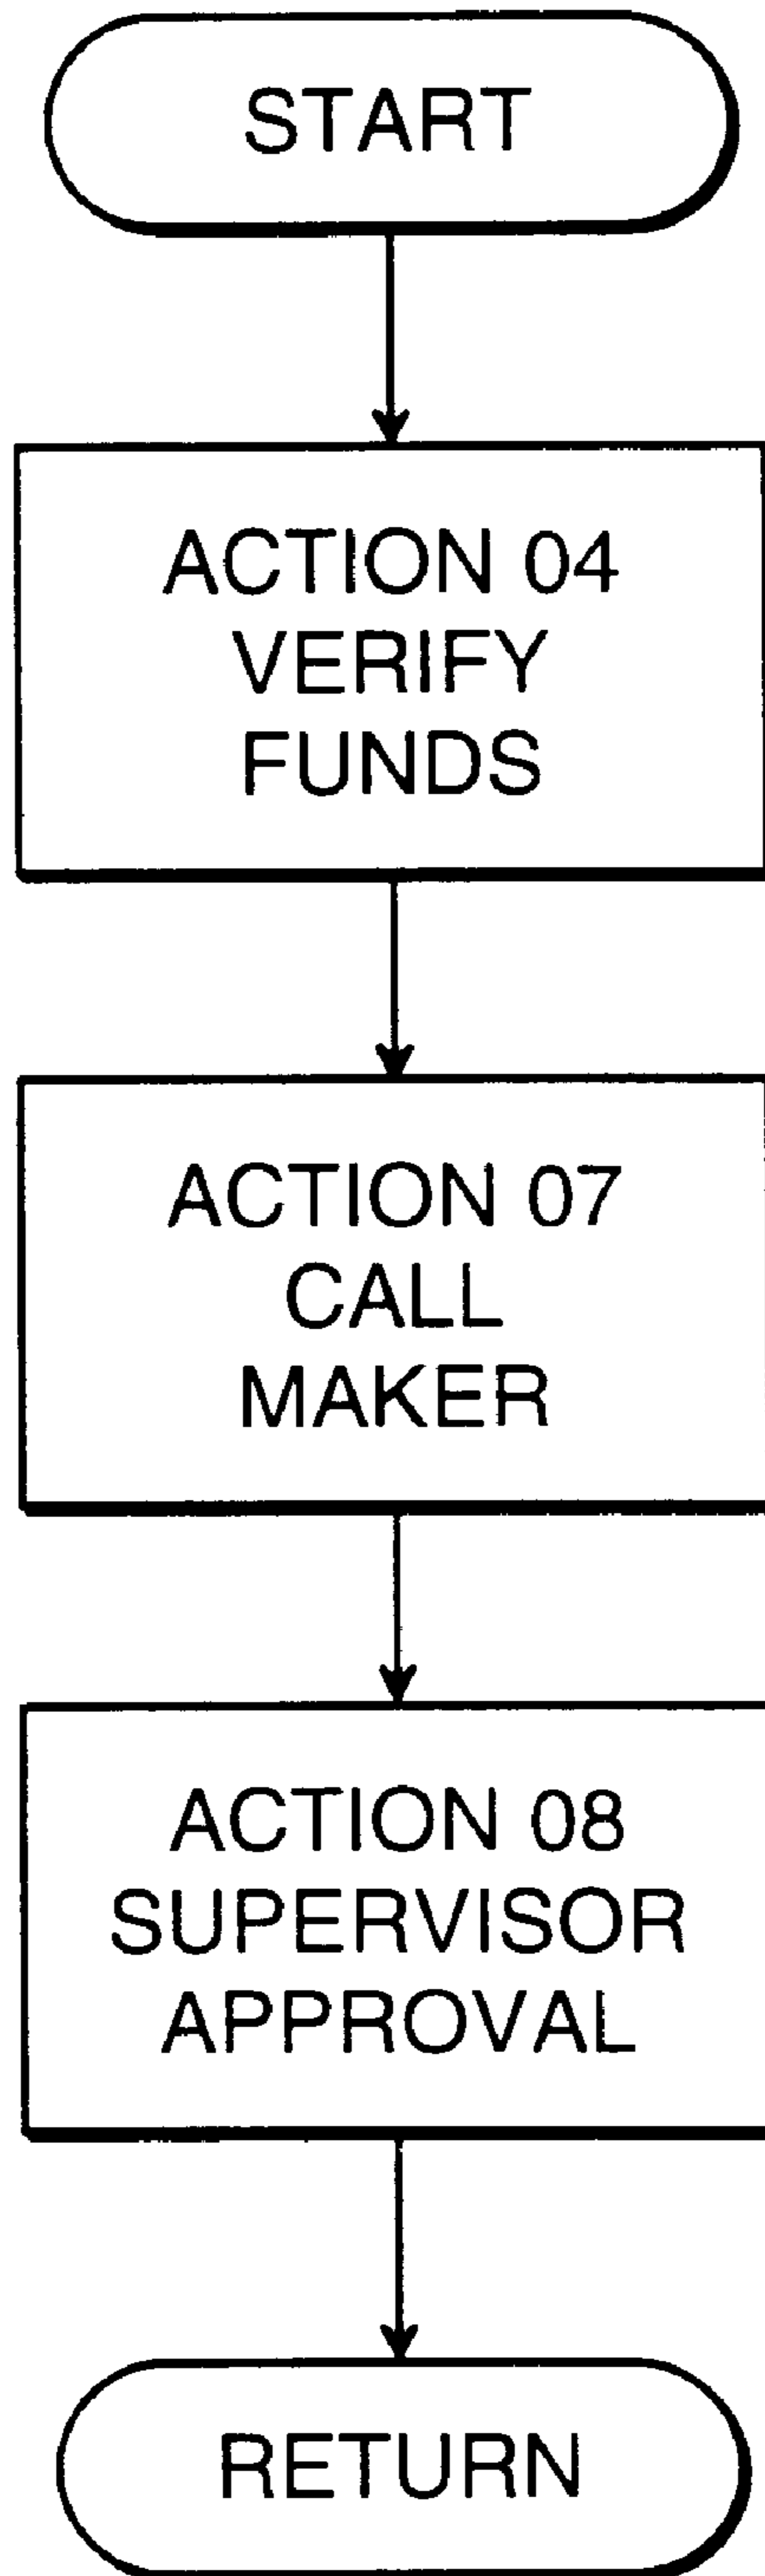 START
ACTION 04
VERIFY
FUNDS
ACTION 07
CALL
MAKER
ACTION 08
SUPERVISOR
APPROVAL
RETURN